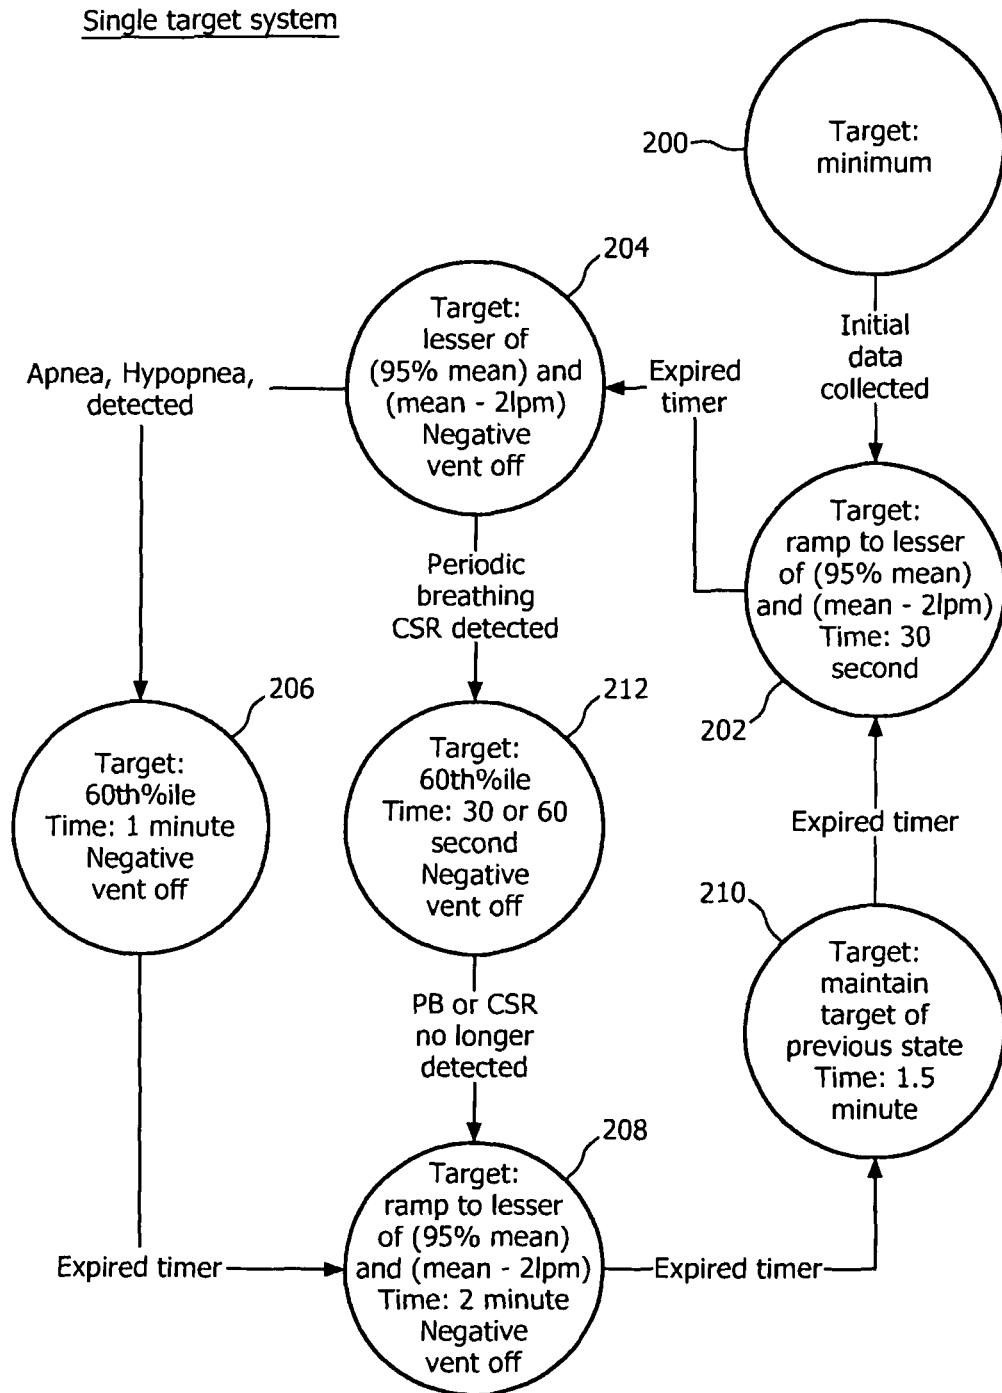 Single target system
200
Target:
minimum
Initial
data
collected
204
Target:
lesser of
(95% mean) and
(mean - 2lpm)
Negative
vent off
Expired
timer
Apnea, Hypopnea,
detected
Periodic
breathing
CSR detected
Target:
ramp to lesser
of (95% mean)
and (mean - 2lpm)
Time: 30
second
202
206
Target:
60th%ile
Time: 1 minute
Negative
vent off
212
Target:
60th%ile
Time: 30 or 60
second
Negative
vent off
Expired timer
210
Target:
maintain
target of
previous state
Time: 1.5
minute
PB or CSR
no longer
detected
208
Target:
ramp to lesser
of (95% mean)
and (mean - 2lpm)
Time: 2 minute
Negative
vent off
Expired timer
Expired timer